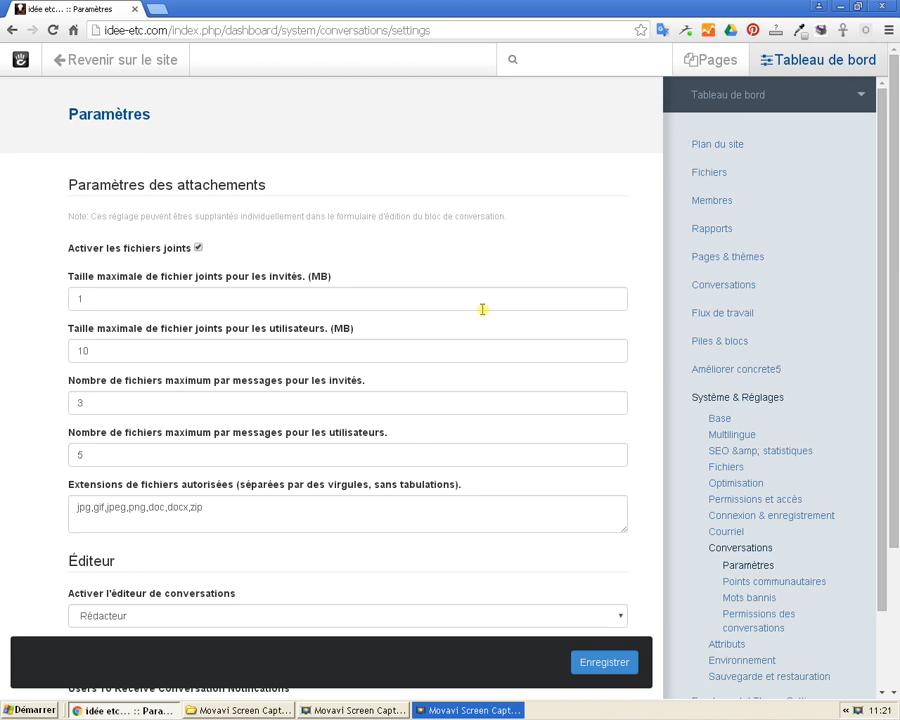 idée etc... :: Paramètres
idee-etc.com/index.php/dashboard/system/conversations/settings
Revenir sur le site
Pages
Tableau de bord
Paramètres
Tableau de bord
Plan du site
Fichiers
Membres
Rapports
Pages & thèmes
Conversations
Flux de travail
Piles & blocs
Améliorer concrete5
Système & Réglages
Base
Multilingue
SEO &amp; statistiques
Fichiers
Optimisation
Permissions et accès
Connexion & enregistrement
Courriel
Conversations
Paramètres
Points communautaires
Mots bannis
Permissions des
conversations
Attributs
Environnement
Sauvegarde et restauration
Paramètres des attachements
Note: Ces réglage peuvent êtres supplantés individuellement dans le formulaire d'édition du bloc de conversation.
Activer les fichiers joints
Taille maximale de fichier joints pour les invités. (MB)
1
Taille maximale de fichier joints pour les utilisateurs. (MB)
10
Nombre de fichiers maximum par messages pour les invités.
3
Nombre de fichiers maximum par messages pour les utilisateurs.
5
Extensions de fichiers autorisées (séparées par des virgules, sans tabulations).
jpg,gif,jpeg,png,doc,docx,zip
Éditeur
Activer l'éditeur de conversations
Rédacteur
Enregistrer
Users To Receive Conversation Notifications
Démarrer
idée etc... :: Para...
Movavi Screen Capt...
Movavi Screen Capt...
Movavi Screen Capt...
11:21